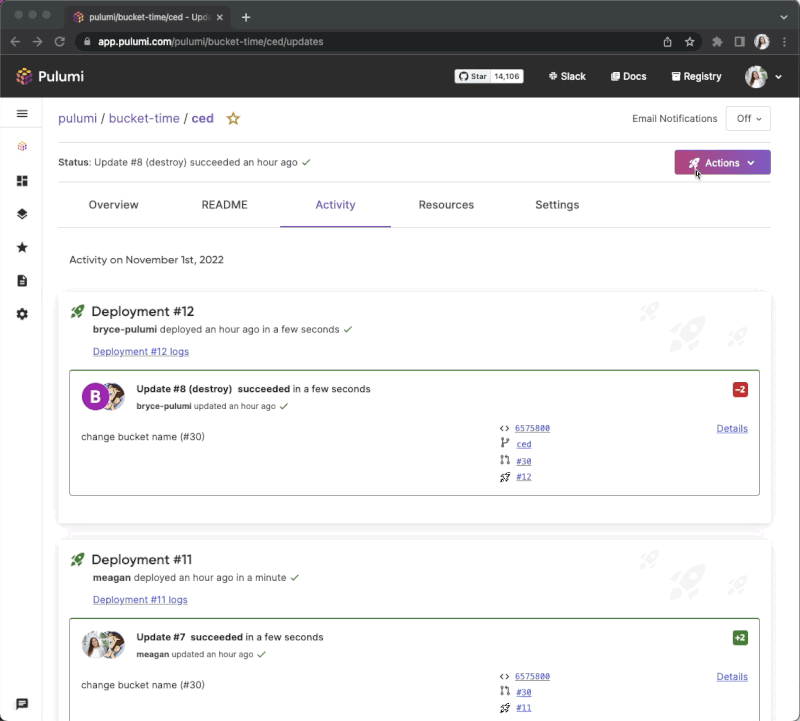 pulumi/bucket-time/ced - Upda
app.pulumi.com/pulumi/bucket-time/ced/updates
Pulumi
Star 14,106
Slack
Docs
Registry
pulumi / bucket-time / ced
Email Notifications
Off
Status: Update #8 (destroy) succeeded an hour ago
Actions
Overview
README
Activity
Resources
Settings
Activity on November 1st, 2022
Deployment #12
bryce-pulumi deployed an hour ago in a few seconds
Deployment #12 logs
B
Update #8 (destroy) succeeded in a few seconds
-2
bryce-pulumi updated an hour ago
change bucket name (#30)
6575800
Details
ced
#30
#12
Deployment #11
meagan deployed an hour ago in a minute
Deployment #11 logs
Update #7 succeeded in a few seconds
+2
meagan updated an hour ago
change bucket name (#30)
6575800
Details
#30
#11